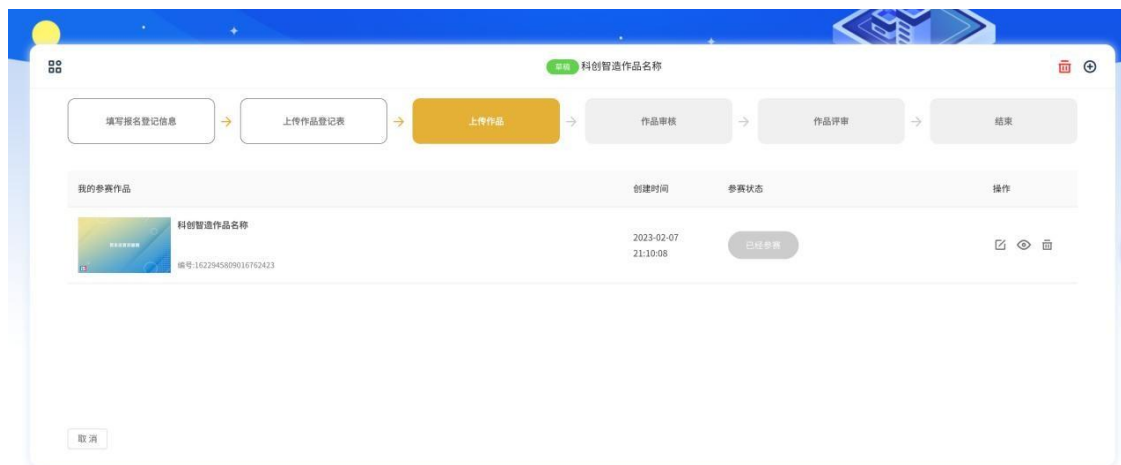 草稿 科创智造作品名称
填写报名登记信息 → 上传作品登记表 → 上传作品 → 作品审核 → 作品评审 → 结束
我的参赛作品 创建时间 参赛状态 操作
科创智造作品名称
编号:1622945809016762423
2023-02-07
21:10:08
已经参赛
取消